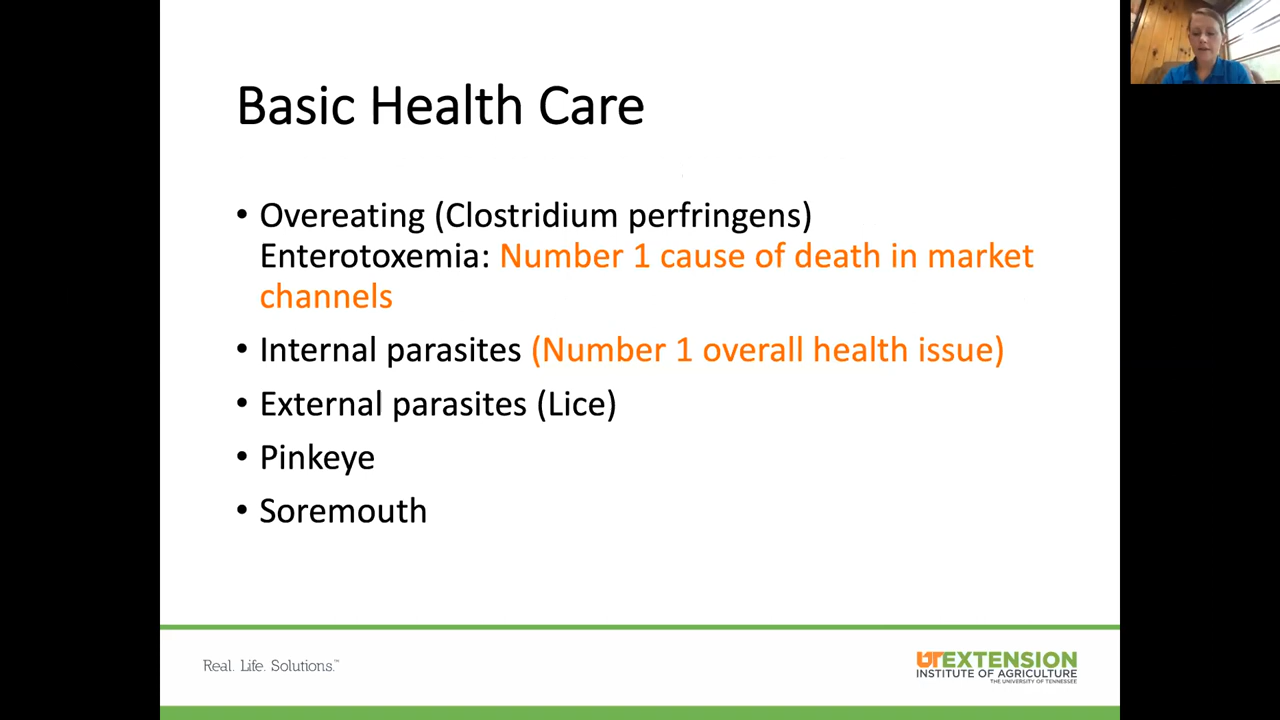 Basic Health Care
• Overeating (Clostridium perfringens)
Enterotoxemia: Number 1 cause of death in market
channels
• Internal parasites (Number 1 overall health issue)
• External parasites (Lice)
• Pinkeye
• Soremouth
Real. Life. Solutions.™
UTEXTENSION
INSTITUTE OF AGRICULTURE
THE UNIVERSITY OF TENNESSEE